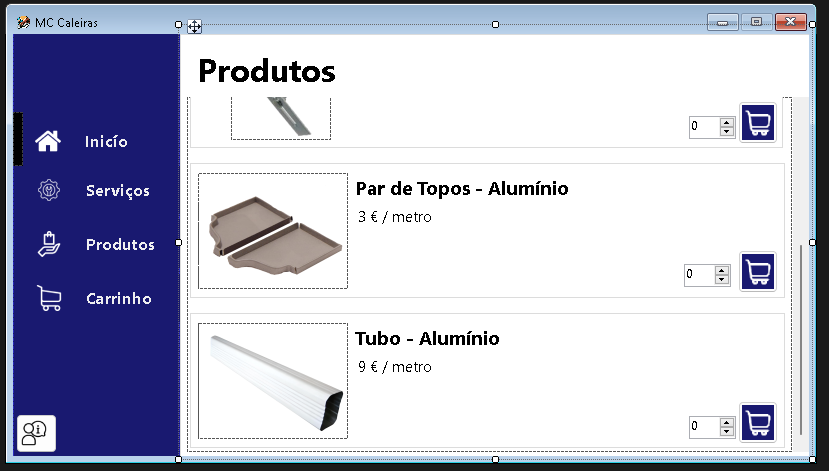 MC Caleiras
Produtos
Inicío
Serviços
Produtos
Carrinho
0
Par de Topos - Alumínio
3 € / metro
0
Tubo - Alumínio
9 € / metro
0